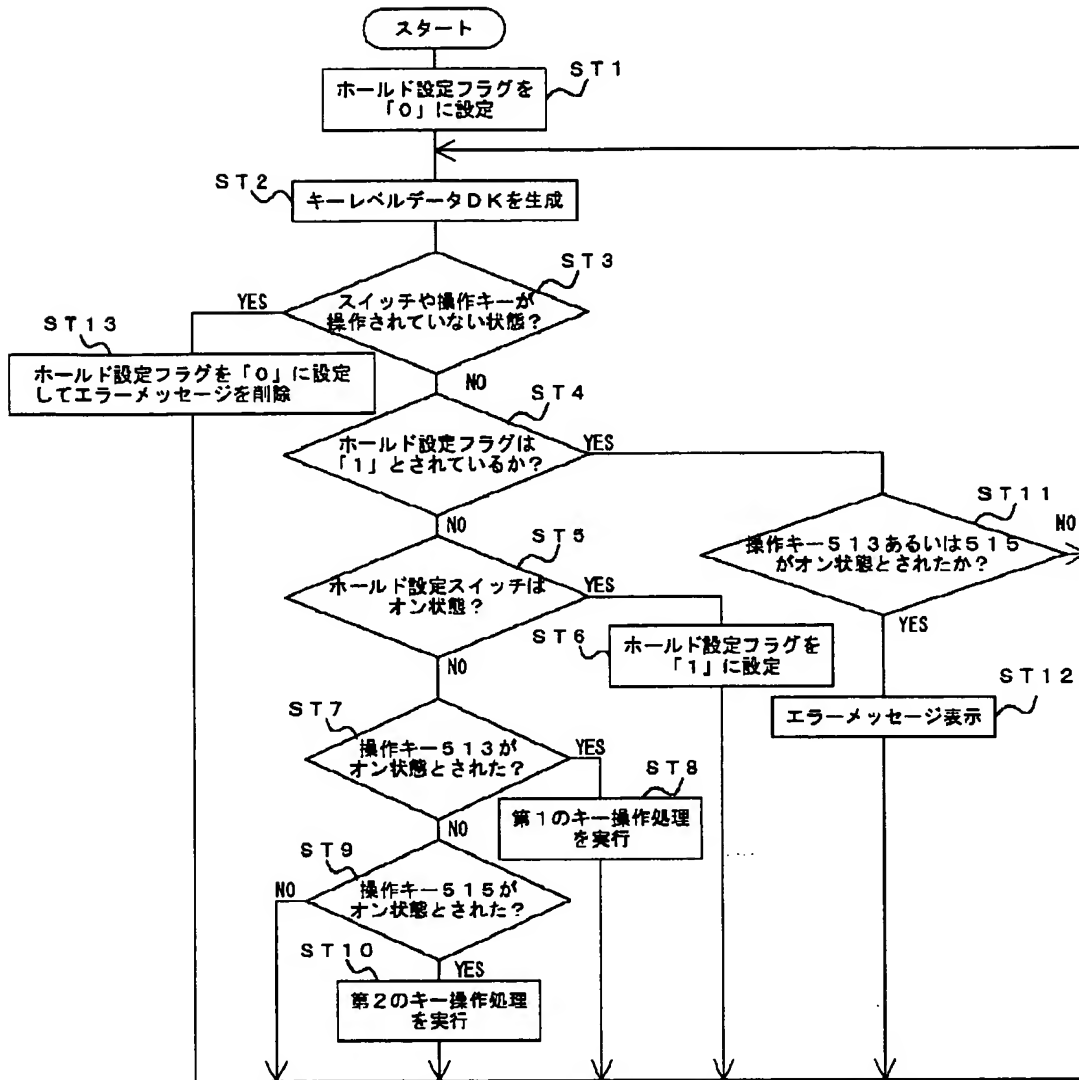 スタート
ST1
ホールド設定フラグを
「0」に設定
ST2
キーレベルデータDKを生成
ST3
スイッチや操作キーが
操作されていない状態?
YES
NO
ST13
ホールド設定フラグを「0」に設定
してエラーメッセージを削除
ST4
ホールド設定フラグは
「1」とされているか?
YES
NO
ST11
操作キー513あるいは515
がオン状態とされたか?
NO
YES
ST5
ホールド設定スイッチは
オン状態?
YES
NO
ST6
ホールド設定フラグを
「1」に設定
ST12
エラーメッセージ表示
ST7
操作キー513が
オン状態とされた?
YES
NO
ST8
第1のキー操作処理
を実行
ST9
操作キー515が
オン状態とされた?
NO
YES
ST10
第2のキー操作処理
を実行